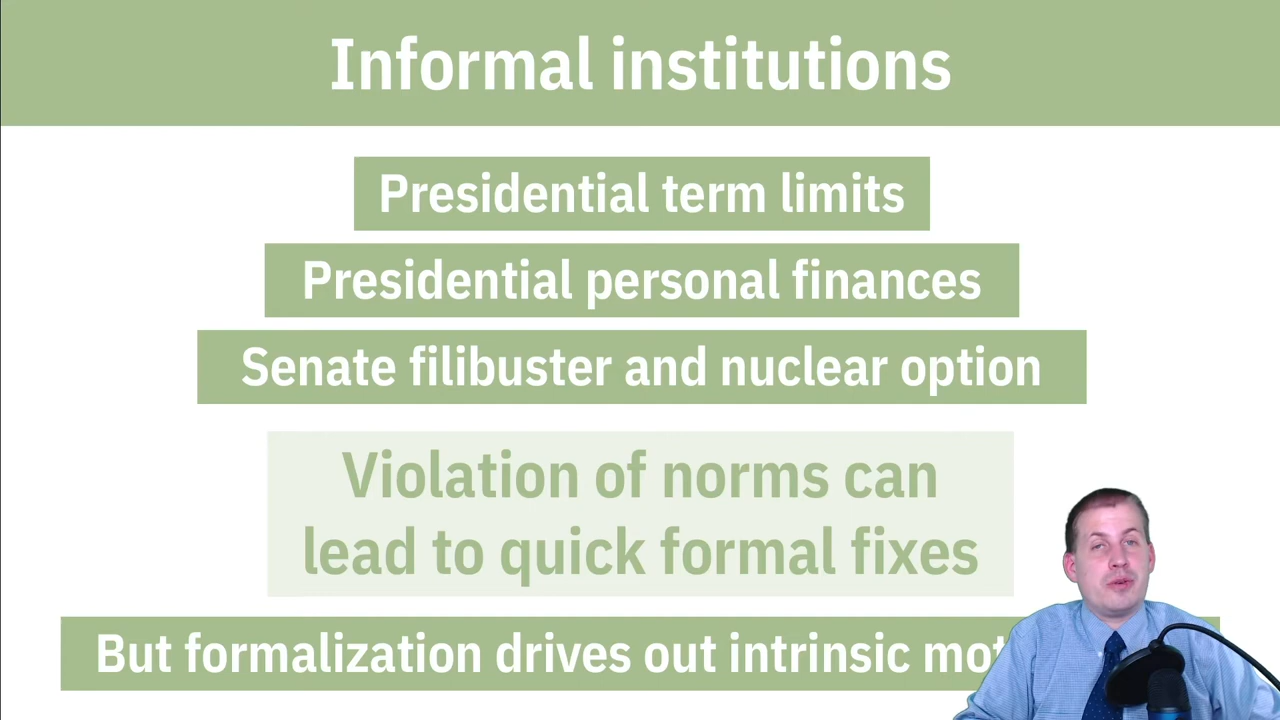 Informal institutions
Presidential term limits
Presidential personal finances
Senate filibuster and nuclear option
Violation of norms can
lead to quick formal fixes
But formalization drives out intrinsic